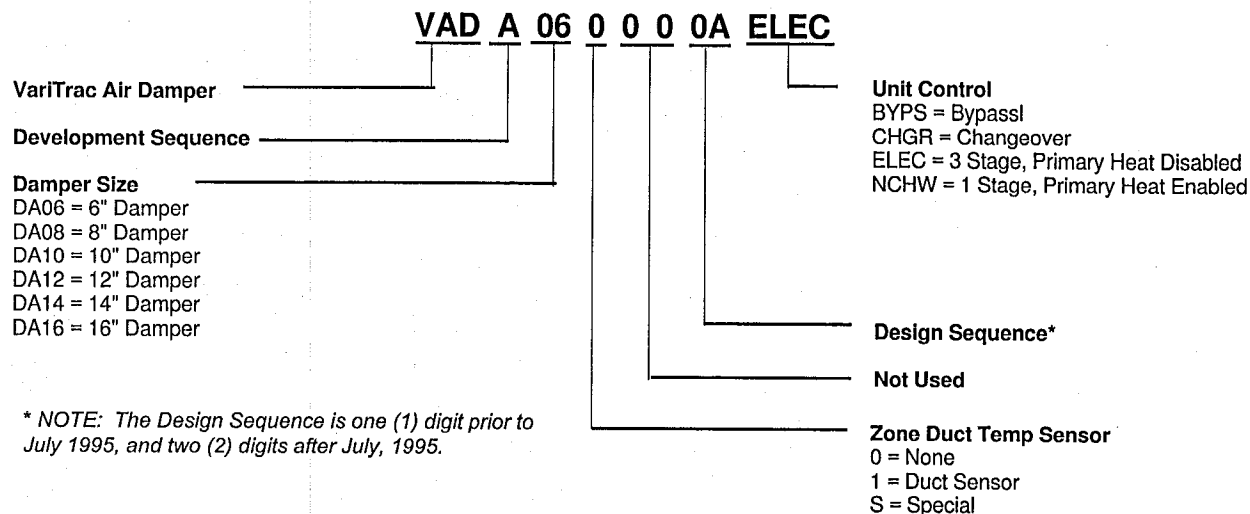 VAD A 06 0 0 0 0A ELEC
VariTrac Air Damper
Development Sequence
Damper Size
DA06 = 6" Damper
DA08 = 8" Damper
DA10 = 10" Damper
DA12 = 12" Damper
DA14 = 14" Damper
DA16 = 16" Damper
* NOTE: The Design Sequence is one (1) digit prior to
July 1995, and two (2) digits after July, 1995.
Unit Control
BYPS = Bypassl
CHGR = Changeover
ELEC = 3 Stage, Primary Heat Disabled
NCHW = 1 Stage, Primary Heat Enabled
Design Sequence*
Not Used
Zone Duct Temp Sensor
0 = None
1 = Duct Sensor
S = Special